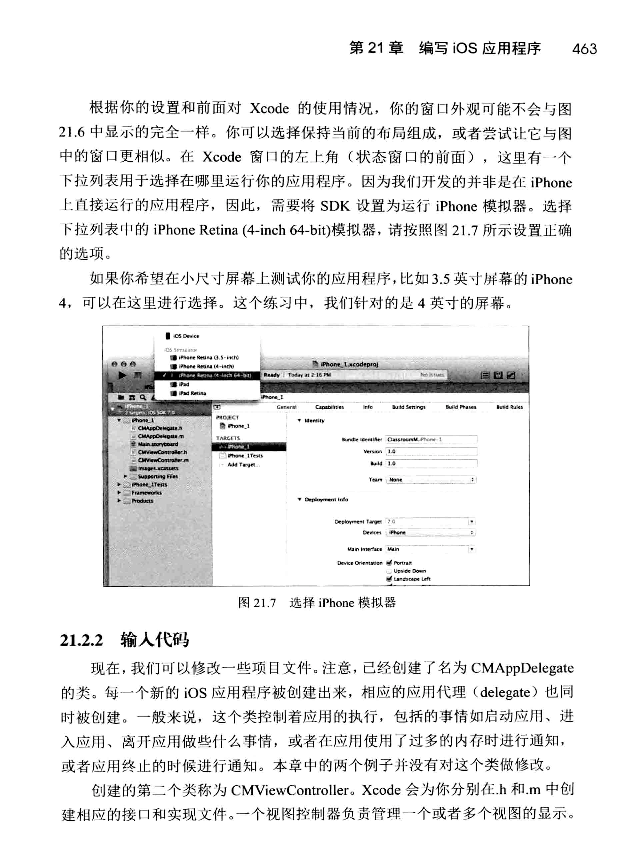 第 21 章 编写 iOS 应用程序 463
根据你的设置和前面对 Xcode 的使用情况，你的窗口外观可能不会与图
21.6 中显示的完全一样。你可以选择保持当前的布局组成，或者尝试让它与图
中的窗口更相似。在 Xcode 窗口的左上角（状态窗口的前面），这里有一个
下拉列表用于选择在哪里运行你的应用程序。因为我们开发的并非是在 iPhone
上直接运行的应用程序，因此，需要将 SDK 设置为运行 iPhone 模拟器。选择
下拉列表中的 iPhone Retina (4-inch 64-bit)模拟器，请按照图 21.7 所示设置正确
的选项。
如果你希望在小尺寸屏幕上测试你的应用程序，比如 3.5 英寸屏幕的 iPhone
4，可以在这里进行选择。这个练习中，我们针对的是 4 英寸的屏幕。
iOS Device
iOS Simulator
iPhone Retina (3.5-inch)
iPhone Retina (4-inch)
iPhone Retina (4-inch 64-bit)
iPad
iPad Retina
iPhone_1.xcodeproj
Ready Today at 2:16 PM
No Issues
iPhone_1
iPhone_1
2 targets, iOS SDK 7.0
iPhone_1
CMAppDelegate.h
CMAppDelegate.m
Main.storyboard
CMViewController.h
CMViewController.m
Images.xcassets
Supporting Files
iPhone_1Tests
Frameworks
Products
PROJECT
iPhone_1
TARGETS
iPhone_1
iPhone_1Tests
Add Target...
General Capabilities Info Build Settings Build Phases Build Rules
Identity
Bundle Identifier ClassroomM.iPhone-1
Version 1.0
Build 1.0
Team None
Deployment Info
Deployment Target 7.0
Devices iPhone
Main Interface Main
Device Orientation Portrait
Upside Down
Landscape Left
图 21.7 选择 iPhone 模拟器
21.2.2 输入代码
现在，我们可以修改一些项目文件。注意，已经创建了名为 CMAppDelegate
的类。每一个新的 iOS 应用程序被创建出来，相应的应用代理（delegate）也同
时被创建。一般来说，这个类控制着应用的执行，包括的事情如启动应用、进
入应用、离开应用做些什么事情，或者在应用使用了过多的内存时进行通知，
或者应用终止的时候进行通知。本章中的两个例子并没有对这个类做修改。
创建的第二个类称为 CMViewController。Xcode 会为你分别在.h 和.m 中创
建相应的接口和实现文件。一个视图控制器负责管理一个或者多个视图的显示。